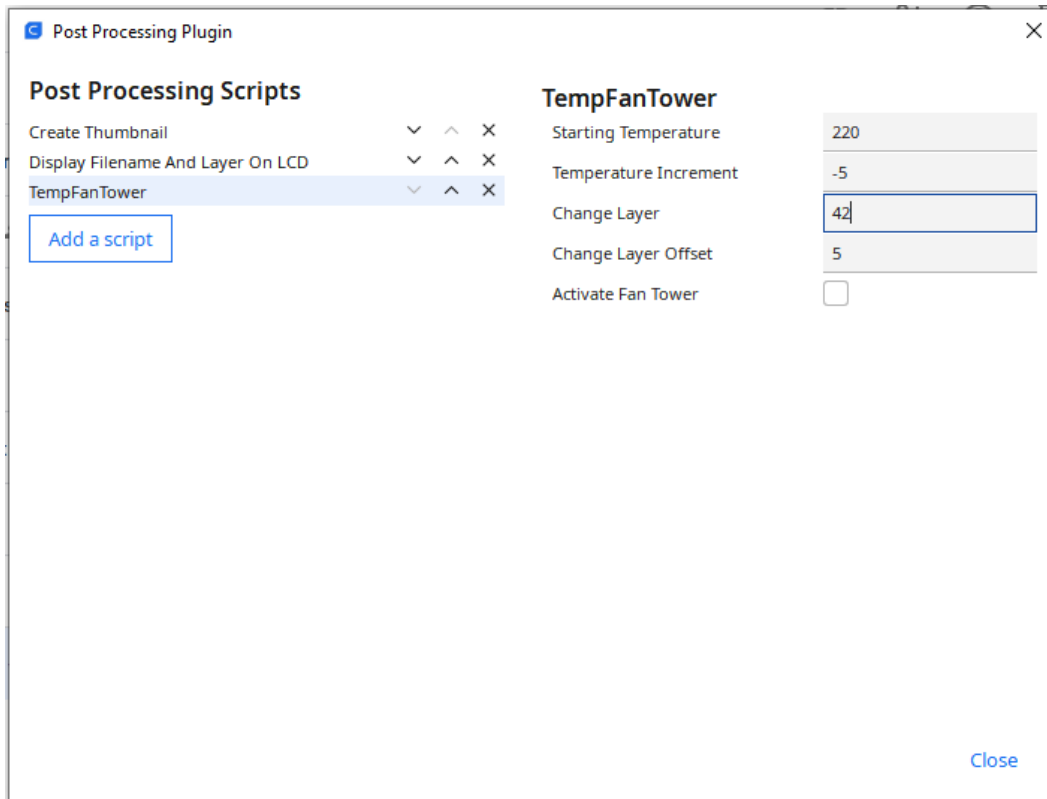 Post Processing Plugin
Post Processing Scripts
Create Thumbnail
Display Filename And Layer On LCD
TempFanTower
Add a script
TempFanTower
Starting Temperature 220
Temperature Increment -5
Change Layer 42
Change Layer Offset 5
Activate Fan Tower
Close